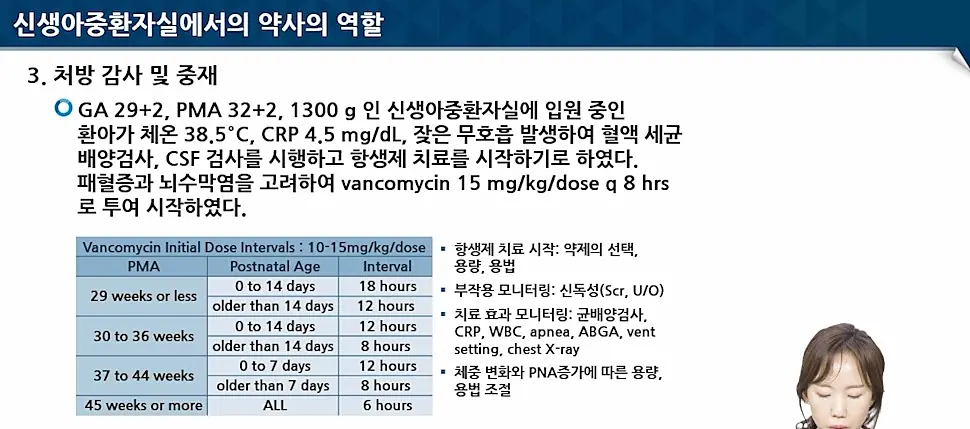 신생아중환자실에서의 약사의 역할
3. 처방 감사 및 중재
GA 29+2, PMA 32+2, 1300 g 인 신생아중환자실에 입원 중인
환아가 체온 38.5°C, CRP 4.5 mg/dL, 잦은 무호흡 발생하여 혈액 세균
배양검사, CSF 검사를 시행하고 항생제 치료를 시작하기로 하였다.
패혈증과 뇌수막염을 고려하여 vancomycin 15 mg/kg/dose q 8 hrs
로 투여 시작하였다.
Vancomycin Initial Dose Intervals : 10-15mg/kg/dose
PMA Postnatal Age Interval
29 weeks or less 0 to 14 days 18 hours
older than 14 days 12 hours
30 to 36 weeks 0 to 14 days 12 hours
older than 14 days 8 hours
37 to 44 weeks 0 to 7 days 12 hours
older than 7 days 8 hours
45 weeks or more ALL 6 hours
▪ 항생제 치료 시작: 약제의 선택,
용량, 용법
▪ 부작용 모니터링: 신독성(Scr, U/O)
▪ 치료 효과 모니터링: 균배양검사,
CRP, WBC, apnea, ABGA, vent
setting, chest X-ray
▪ 체중 변화와 PNA증가에 따른 용량,
용법 조절